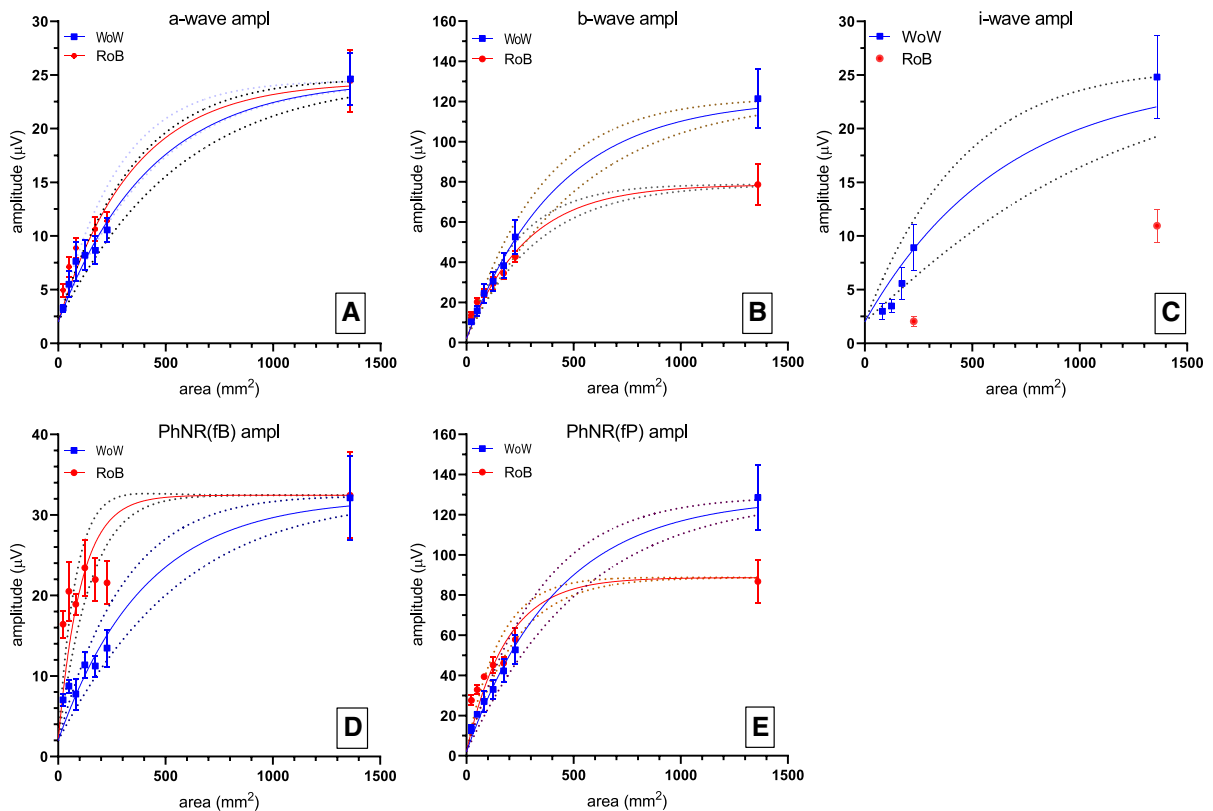 a-wave ampl
WoW
RoB
30
25
20
15
10
5
0
amplitude (µV)
0 500 1000 1500
area (mm²)
A
b-wave ampl
WoW
RoB
160
140
120
100
80
60
40
20
0
amplitude (µV)
0 500 1000 1500
area (mm²)
B
i-wave ampl
WoW
RoB
30
25
20
15
10
5
0
amplitude (µV)
0 500 1000 1500
area (mm²)
C
PhNR(fB) ampl
WoW
RoB
40
30
20
10
0
amplitude (µV)
0 500 1000 1500
area (mm²)
D
PhNR(fP) ampl
WoW
RoB
160
140
120
100
80
60
40
20
0
amplitude (µV)
0 500 1000 1500
area (mm²)
E